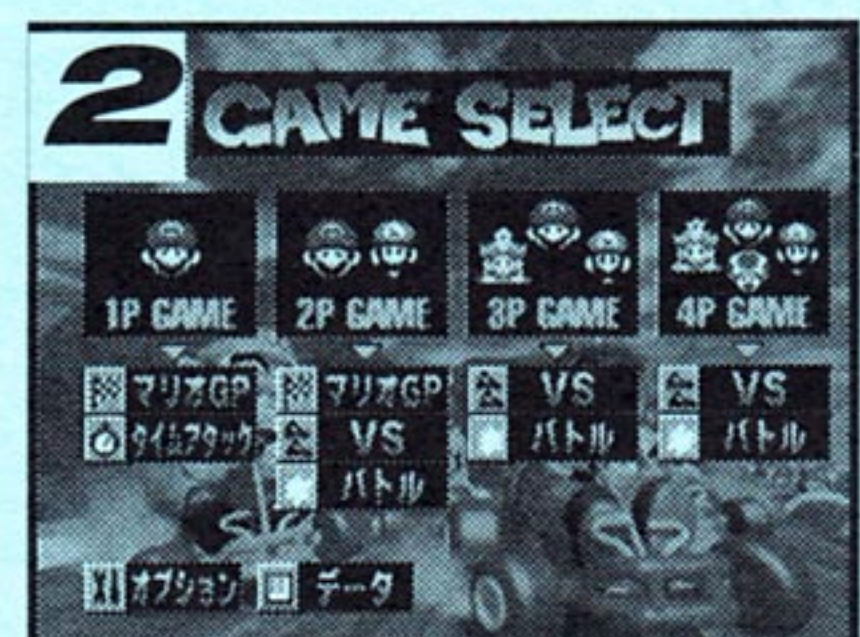 2 GAME SELECT
1P GAME 2P GAME 3P GAME 4P GAME
マリオGP マリオGP VS VS
タイムアタック VS バトル バトル
バトル
オプション データ